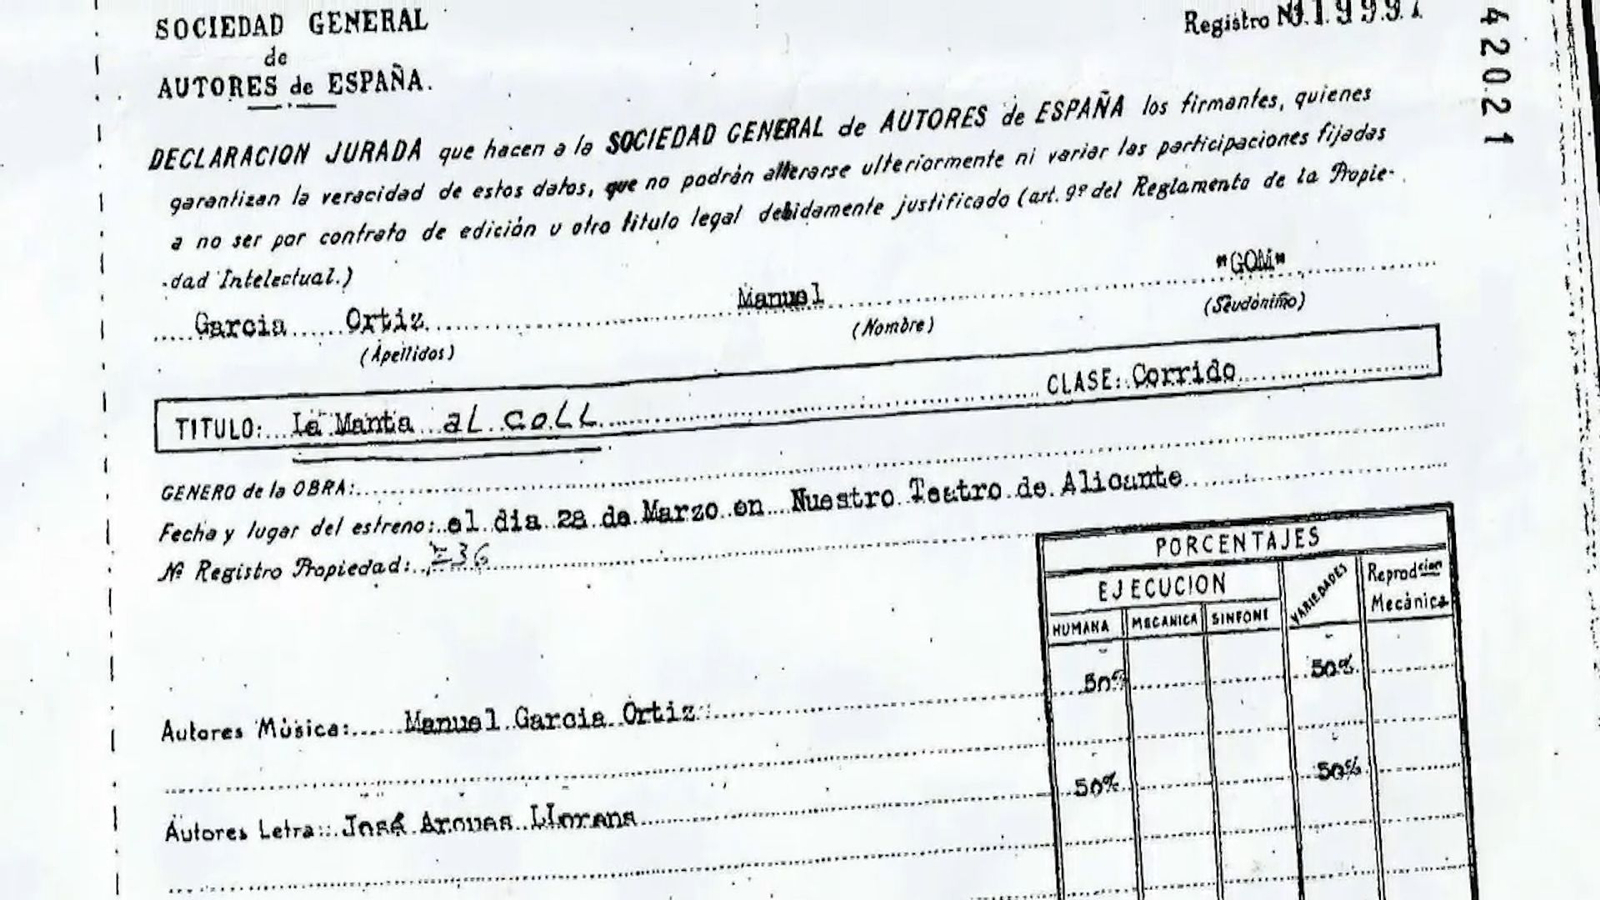 SOCIEDAD GENERAL
de
AUTORES de ESPAÑA.
Registro Nº
42021
DECLARACION JURADA que hacen a la SOCIEDAD GENERAL de AUTORES de ESPAÑA los firmantes, quienes
garantizan la veracidad de estos datos, que no podrán alterarse ulteriormente ni variar las participaciones fijadas
a no ser por contrato de edición u otro titulo legal debidamente justificado (art. 9º del Reglamento de la Propie-
dad Intelectual.)
Garcia Ortiz Manuel "GOM"
(Apellidos) (Nombre) (Seudónimo)
TITULO: La Manta al coll CLASE: Corrido
GENERO de la OBRA:
Fecha y lugar del estreno: el dia 28 de Marzo en Nuestro Teatro de Alicante
Nº Registro Propiedad:
PORCENTAJES
EJECUCION VARIEDADES Reprodcion Mecánica
HUMANA MECANICA SINFONI
Autores Música: Manuel Garcia Ortiz 50% 50%
Autores Letra: José Llorens 50% 50%